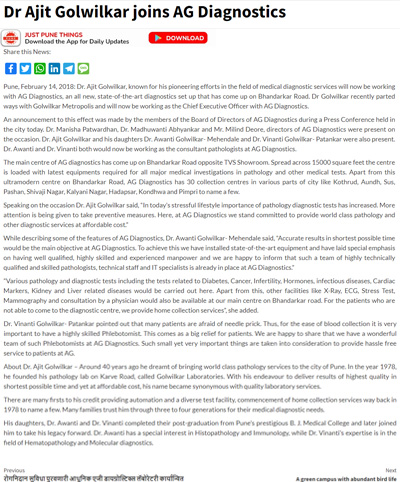 Dr Ajit Golwilkar joins AG Diagnostics
JUST PUNE THINGS
Download the App for Daily Updates
DOWNLOAD
Share this News:
Pune, February 14, 2018: Dr. Ajit Golwilkar, known for his pioneering efforts in the field of medical diagnostic services will now be working
with AG Diagnostics, an all new, state-of-the-art diagnostics set up that has come up on Bhandarkar Road. Dr Golwilkar recently parted
ways with Golwilkar Metropolis and will now be working as the Chief Executive Officer with AG Diagnostics.
An announcement to this effect was made by the members of the Board of Directors of AG Diagnostics during a Press Conference held in
the city today. Dr. Manisha Patwardhan, Dr. Madhuwanti Abhyankar and Mr. Milind Deore, directors of AG Diagnostics were present on
the occasion. Dr Ajit Golwilkar and his daughters Dr. Awanti Golwilkar- Mehendale and Dr. Vinanti Golwilkar- Patankar were also present.
Dr. Awanti and Dr. Vinanti both would now be working as the consultant pathologists at AG Diagnostics.
The main centre of AG diagnostics has come up on Bhandarkar Road opposite TVS Showroom. Spread across 15000 square feet the centre
is loaded with latest equipments required for all major medical investigations in pathology and other medical tests. Apart from this
ultramodern centre on Bhandarkar Road, AG Diagnostics has 30 collection centres in various parts of city like Kothrud, Aundh, Sus,
Pashan, Shivaji Nagar, Kalyani Nagar, Hadapsar, Kondhwa and Pimpri to name a few.
Speaking on the occasion Dr. Ajit Golwilkar said, "In today's stressful lifestyle importance of pathology diagnostic tests has increased. More
attention is being given to take preventive measures. Here, at AG Diagnostics we stand committed to provide world class pathology and
other diagnostic services at affordable cost."
While describing some of the features of AG Diagnostics, Dr. Awanti Golwilkar- Mehendale said, "Accurate results in shortest possible time
would be the main objective at AG Diagnostics. To achieve this we have installed state-of-the-art equipment and have laid special emphasis
on having well qualified, highly skilled and experienced manpower and we are happy to inform that such a team of highly technically
qualified and skilled pathologists, technical staff and IT specialists is already in place at AG Diagnostics."
"Various pathology and diagnostic tests including the tests related to Diabetes, Cancer, Infertility, Hormones, infectious diseases, Cardiac
Markers, Kidney and Liver related diseases would be carried out here. Apart from this, other facilities like X-Ray, ECG, Stress Test,
Mammography and consultation by a physician would also be available at our main centre on Bhandarkar road. For the patients who are
not able to come to the diagnostic centre, we provide home collection services", she added.
Dr. Vinanti Golwilkar- Patankar pointed out that many patients are afraid of needle prick. Thus, for the ease of blood collection it is very
important to have a highly skilled Phlebotomist. This comes as a big relief for patients. We are happy to share that we have a wonderful
team of such Phlebotomists at AG Diagnostics. Such small yet very important things are taken into consideration to provide hassle free
service to patients at AG.
About Dr. Ajit Golwilkar – Around 40 years ago he dreamt of bringing world class pathology services to the city of Pune. In the year 1978,
he founded his pathology lab on Karve Road, called Golwilkar Laboratories. With his endeavour to deliver results of highest quality in
shortest possible time and yet at affordable cost, his name became synonymous with quality laboratory services.
There are many firsts to his credit providing automation and a diverse test facility, commencement of home collection services way back in
1978 to name a few. Many families trust him through three to four generations for their medical diagnostic needs.
His daughters, Dr. Awanti and Dr. Vinanti completed their post-graduation from Pune's prestigious B. J. Medical College and later joined
him to take his legacy forward. Dr. Awanti has a special interest in Histopathology and Immunology, while Dr. Vinanti's expertise is in the
field of Hematopathology and Molecular diagnostics.
Previous
Next
रोगनिदान सुविधा पुरवणारी आधुनिक एजी डायग्नोस्टिक्स लॅबोरेटरी कार्यान्वित
A green campus with abundant bird life